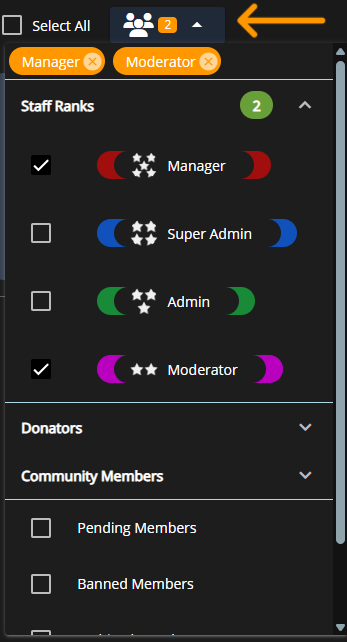 Select All 2
Manager Moderator
Staff Ranks 2
Manager
Super Admin
Admin
Moderator
Donators
Community Members
Pending Members
Banned Members